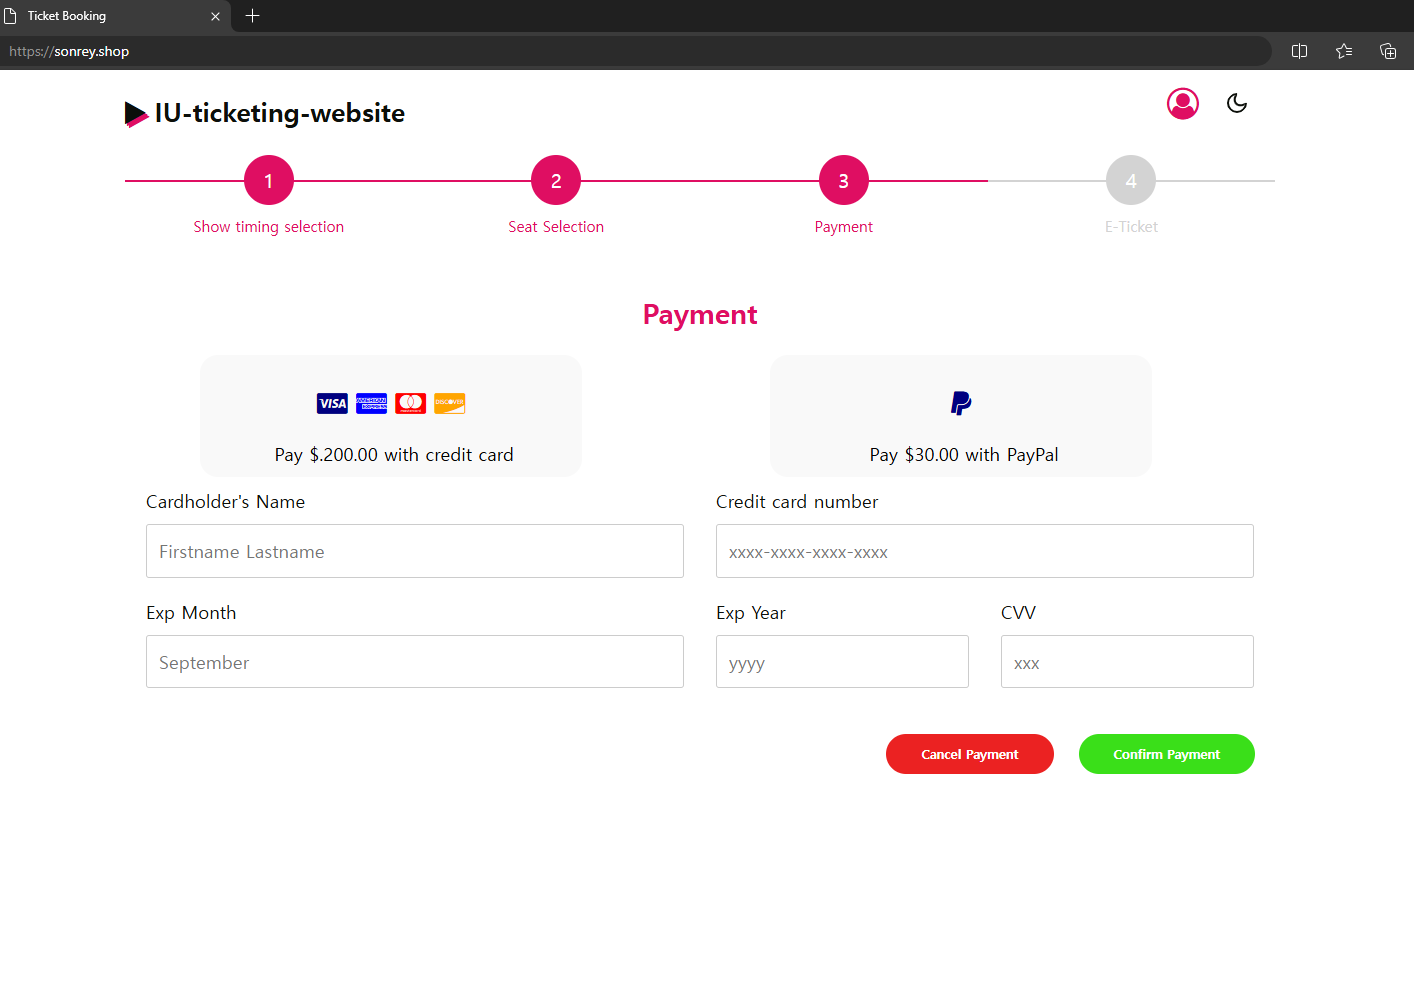 Ticket Booking
https://sonrey.shop
IU-ticketing-website
1
2
3
4
Show timing selection
Seat Selection
Payment
E-Ticket
Payment
VISA
AMERICAN EXPRESS
DISCOVER
Pay $.200.00 with credit card
Pay $30.00 with PayPal
Cardholder's Name
Credit card number
Firstname Lastname
xxxx-xxxx-xxxx-xxxx
Exp Month
Exp Year
CVV
September
yyyy
xxx
Cancel Payment
Confirm Payment